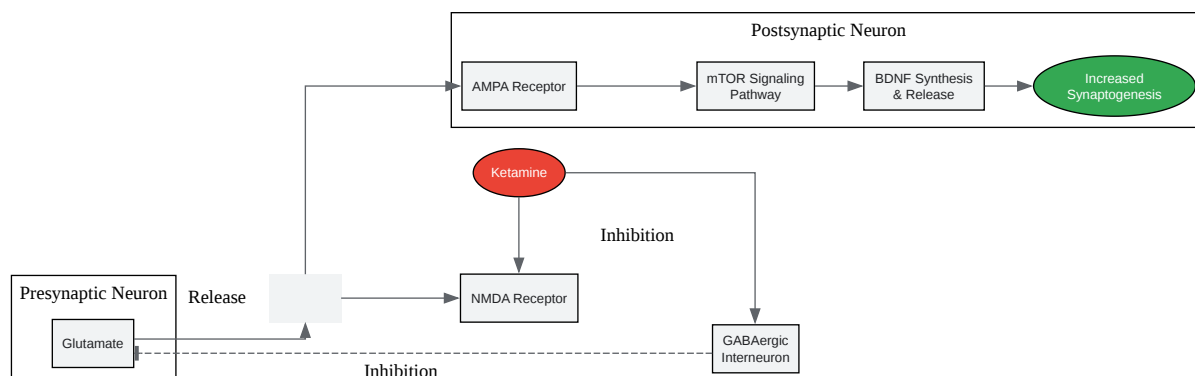 Postsynaptic Neuron
AMPA Receptor
mTOR Signaling
Pathway
BDNF Synthesis
& Release
Increased
Synaptogenesis
Ketamine
Inhibition
Presynaptic Neuron
Release
NMDA Receptor
Glutamate
GABAergic
Interneuron
Inhibition